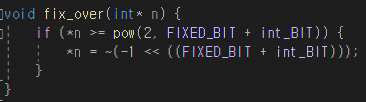 void fix_over(int* n) {
if (*n >= pow(2, FIXED_BIT + int_BIT)) {
*n = ~(-1 << ((FIXED_BIT + int_BIT)));
}
}